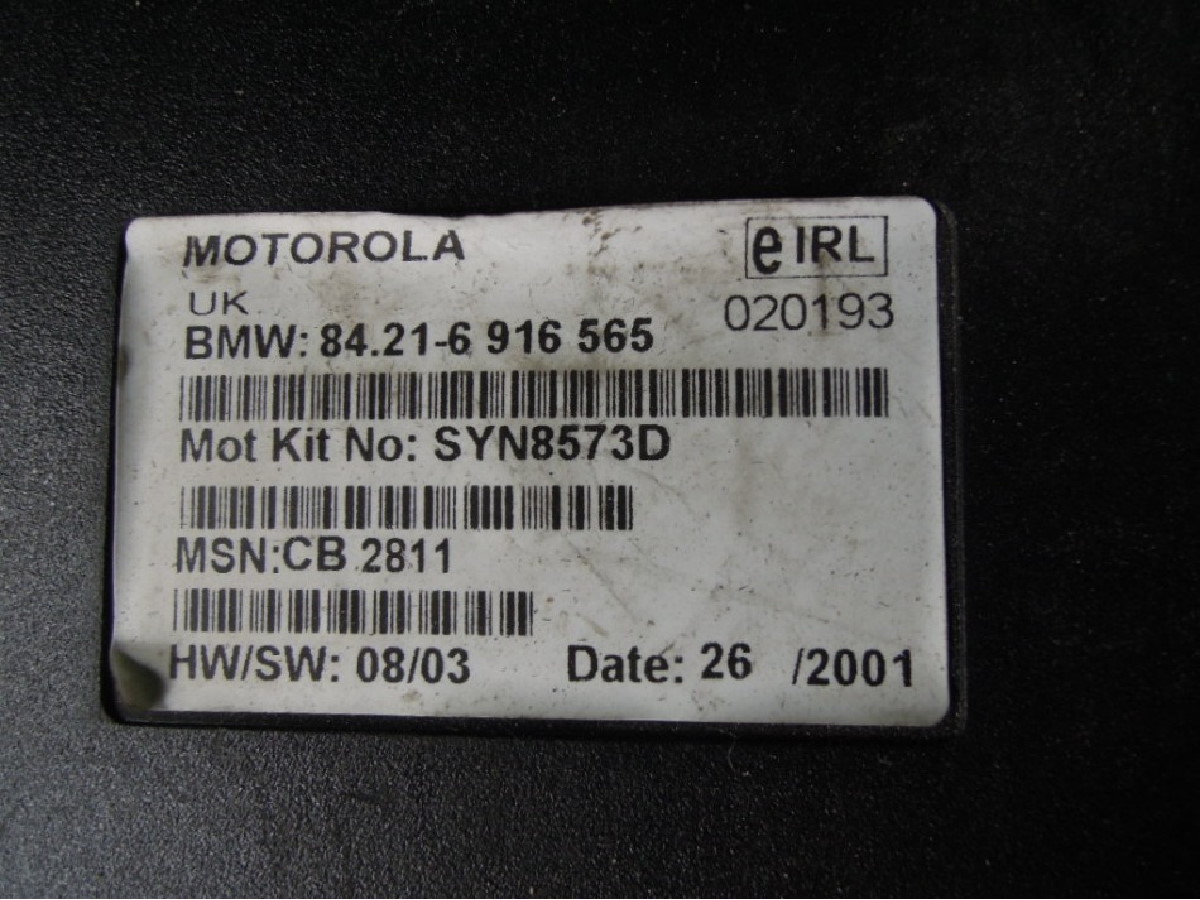 MOTOROLA
e IRL
UK
020193
BMW: 84.21-6 916 565
Mot Kit No: SYN8573D
MSN:CB 2811
HW/SW: 08/03 Date: 26 /2001